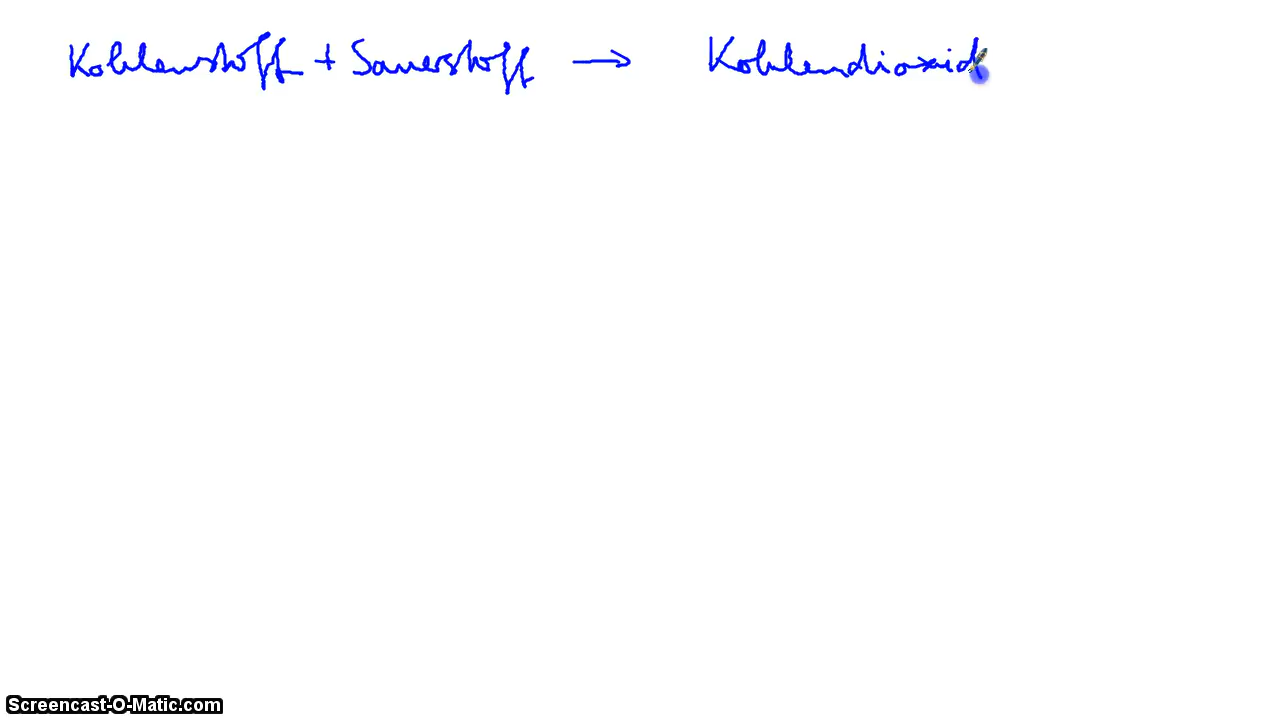 Kohlenstoff + Sauerstoff → Kohlendioxid
Screencast-O-Matic.com